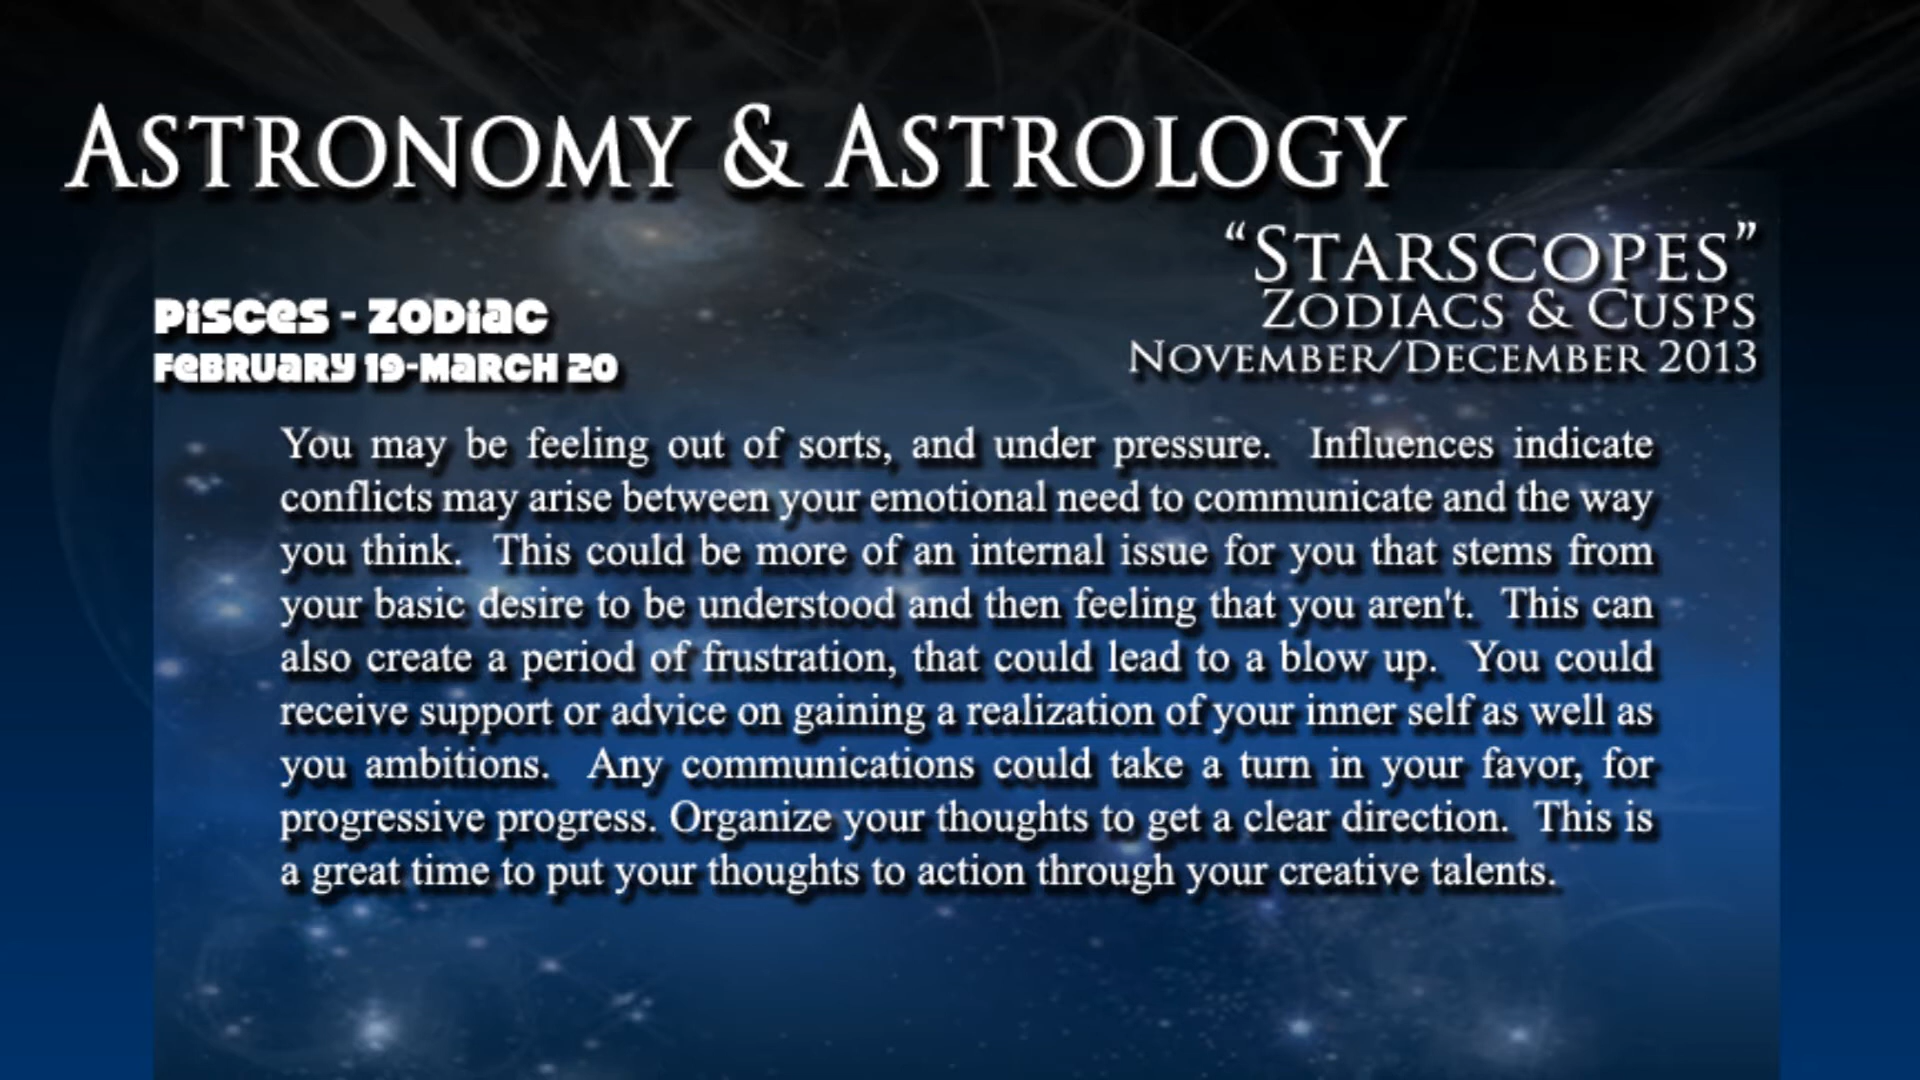 ASTRONOMY & ASTROLOGY
“STARSCOPES”
ZODIACS & CUSPS
NOVEMBER/DECEMBER 2013
Pisces - Zodiac
February 19-March 20
You may be feeling out of sorts, and under pressure. Influences indicate
conflicts may arise between your emotional need to communicate and the way
you think. This could be more of an internal issue for you that stems from
your basic desire to be understood and then feeling that you aren't. This can
also create a period of frustration, that could lead to a blow up. You could
receive support or advice on gaining a realization of your inner self as well as
you ambitions. Any communications could take a turn in your favor, for
progressive progress. Organize your thoughts to get a clear direction. This is
a great time to put your thoughts to action through your creative talents.